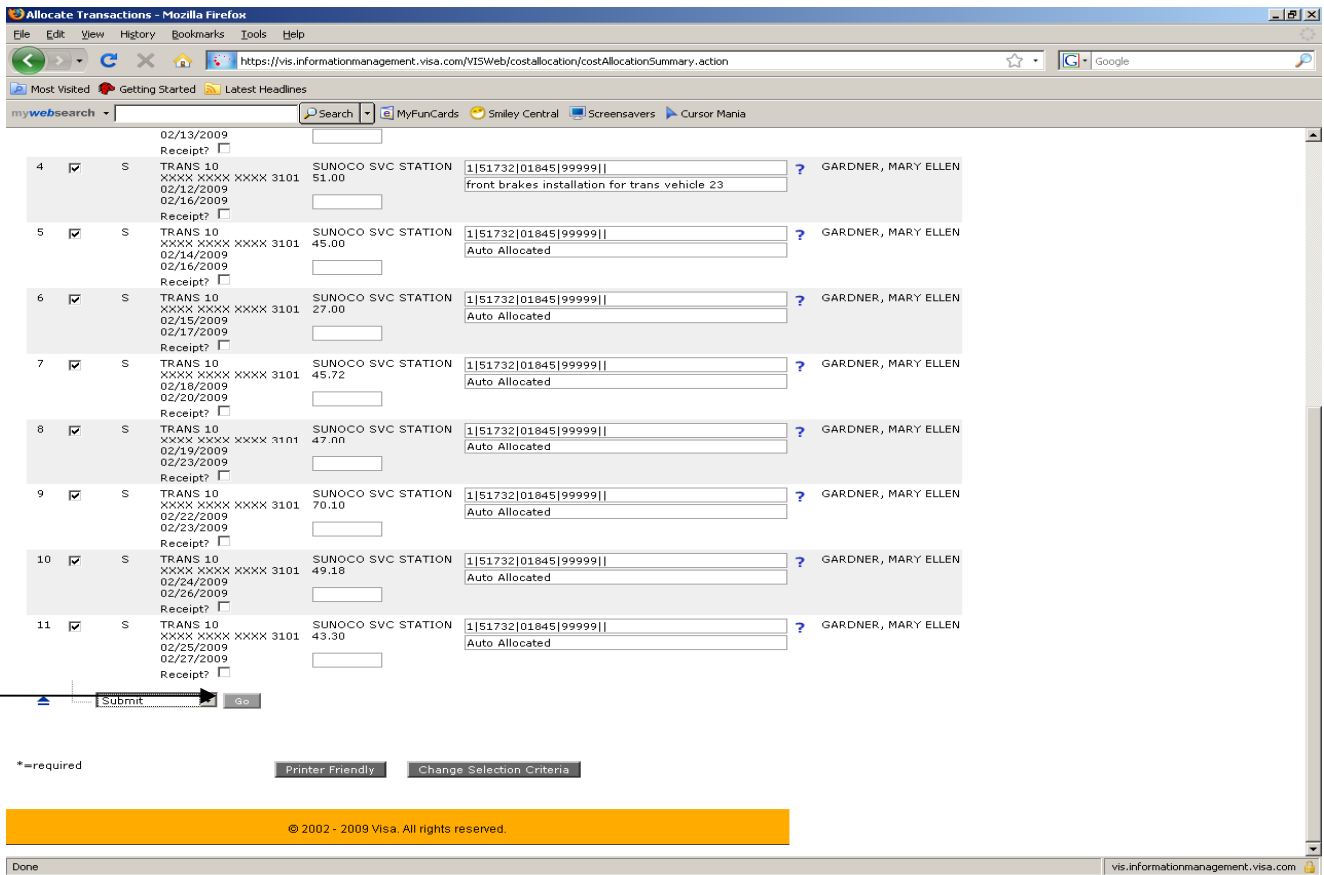 Allocate Transactions - Mozilla Firefox
File Edit View History Bookmarks Tools Help
https://vis.informationmanagement.visa.com/VISWeb/costallocation/costAllocationSummary.action
G Google
Most Visited Getting Started Latest Headlines
mywebsearch Search MyFunCards Smiley Central Screensavers Cursor Mania
02/13/2009
Receipt?
4 S TRANS 10 SUNOCO SVC STATION 1|51732|01845|99999|| ? GARDNER, MARY ELLEN
XXXX XXXX XXXX 3101 51.00 front brakes installation for trans vehicle 23
02/12/2009
02/16/2009
Receipt?
5 S TRANS 10 SUNOCO SVC STATION 1|51732|01845|99999|| ? GARDNER, MARY ELLEN
XXXX XXXX XXXX 3101 45.00 Auto Allocated
02/14/2009
02/16/2009
Receipt?
6 S TRANS 10 SUNOCO SVC STATION 1|51732|01845|99999|| ? GARDNER, MARY ELLEN
XXXX XXXX XXXX 3101 27.00 Auto Allocated
02/15/2009
02/17/2009
Receipt?
7 S TRANS 10 SUNOCO SVC STATION 1|51732|01845|99999|| ? GARDNER, MARY ELLEN
XXXX XXXX XXXX 3101 45.72 Auto Allocated
02/18/2009
02/20/2009
Receipt?
8 S TRANS 10 SUNOCO SVC STATION 1|51732|01845|99999|| ? GARDNER, MARY ELLEN
XXXX XXXX XXXX 3101 47.00 Auto Allocated
02/19/2009
02/23/2009
Receipt?
9 S TRANS 10 SUNOCO SVC STATION 1|51732|01845|99999|| ? GARDNER, MARY ELLEN
XXXX XXXX XXXX 3101 70.10 Auto Allocated
02/22/2009
02/23/2009
Receipt?
10 S TRANS 10 SUNOCO SVC STATION 1|51732|01845|99999|| ? GARDNER, MARY ELLEN
XXXX XXXX XXXX 3101 49.18 Auto Allocated
02/24/2009
02/26/2009
Receipt?
11 S TRANS 10 SUNOCO SVC STATION 1|51732|01845|99999|| ? GARDNER, MARY ELLEN
XXXX XXXX XXXX 3101 43.30 Auto Allocated
02/25/2009
02/27/2009
Receipt?
Submit Go
*=required Printer Friendly Change Selection Criteria
© 2002 - 2009 Visa. All rights reserved.
Done vis.informationmanagement.visa.com